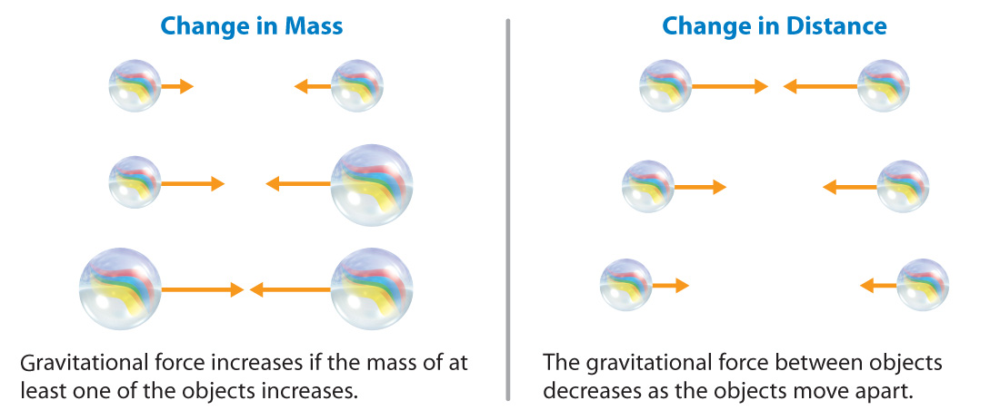 Change in Mass
Gravitational force increases if the mass of at
least one of the objects increases.
Change in Distance
The gravitational force between objects
decreases as the objects move apart.